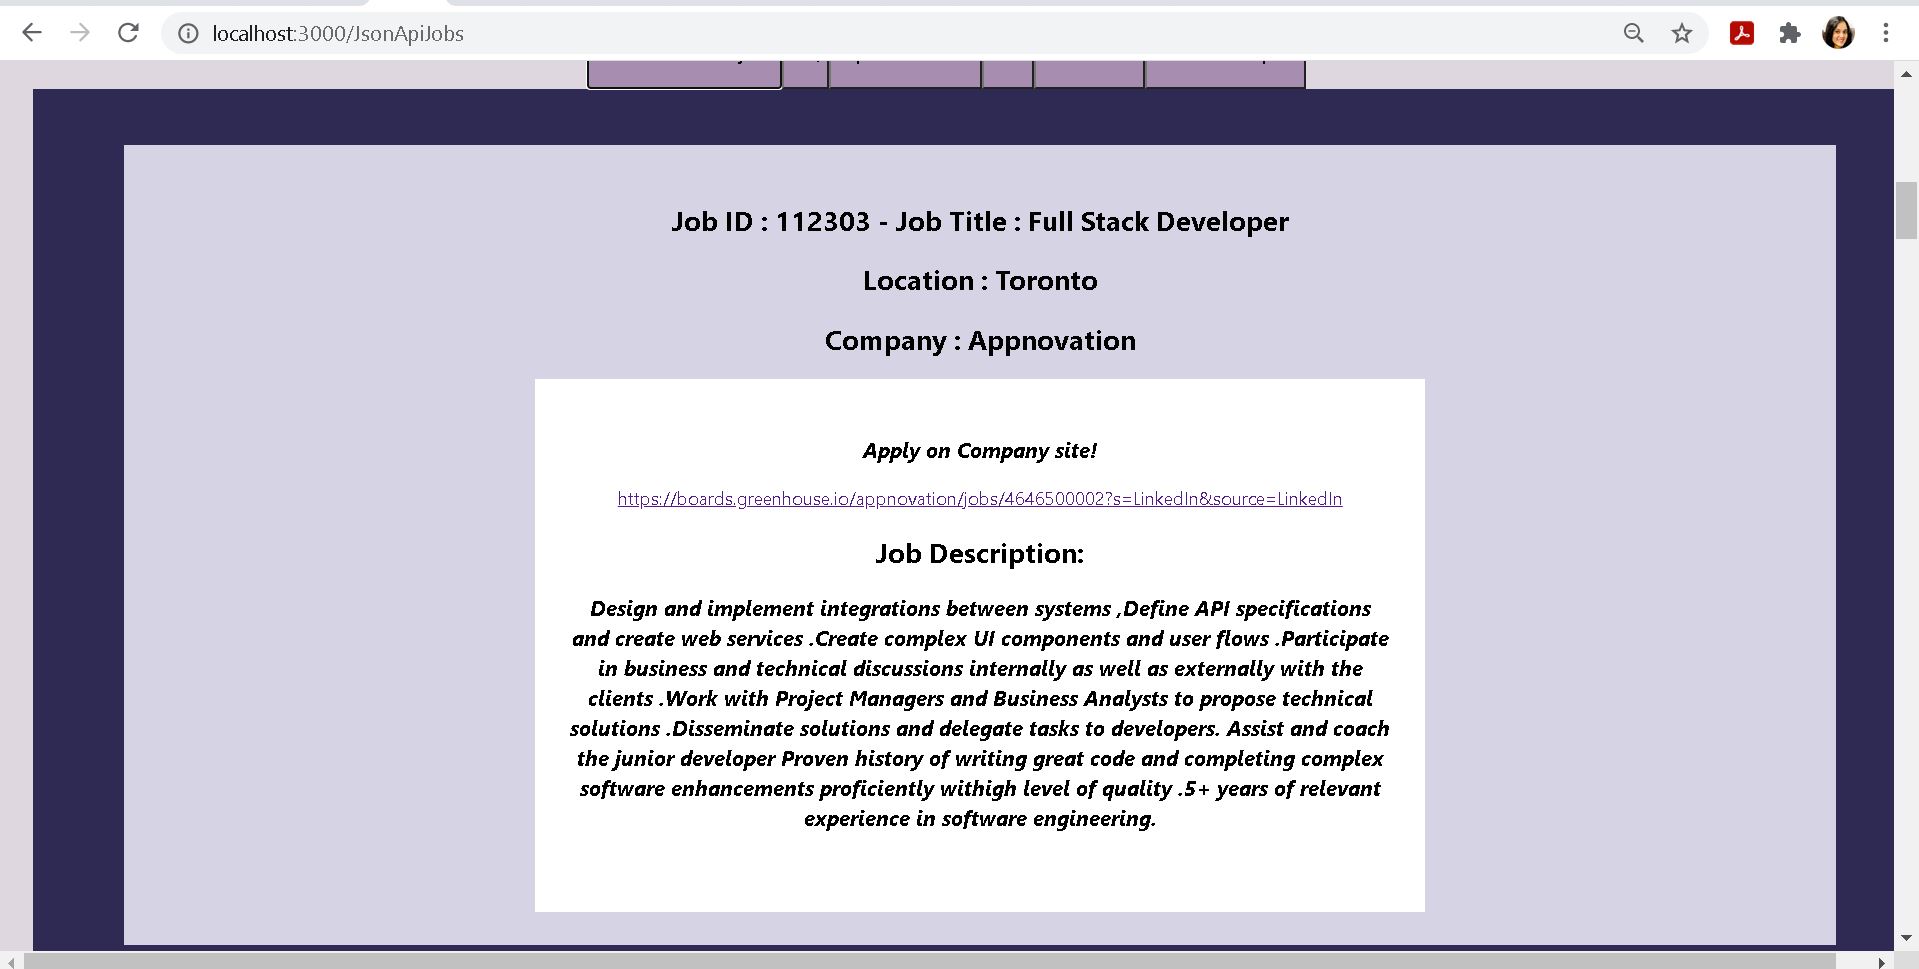 localhost:3000/JsonApiJobs
Job ID : 112303 - Job Title : Full Stack Developer
Location : Toronto
Company : Appnovation
Apply on Company site!
https://boards.greenhouse.io/appnovation/jobs/4646500002?s=LinkedIn&source=LinkedIn
Job Description:
Design and implement integrations between systems ,Define API specifications
and create web services .Create complex UI components and user flows .Participate
in business and technical discussions internally as well as externally with the
clients .Work with Project Managers and Business Analysts to propose technical
solutions .Disseminate solutions and delegate tasks to developers. Assist and coach
the junior developer Proven history of writing great code and completing complex
software enhancements proficiently withigh level of quality .5+ years of relevant
experience in software engineering.